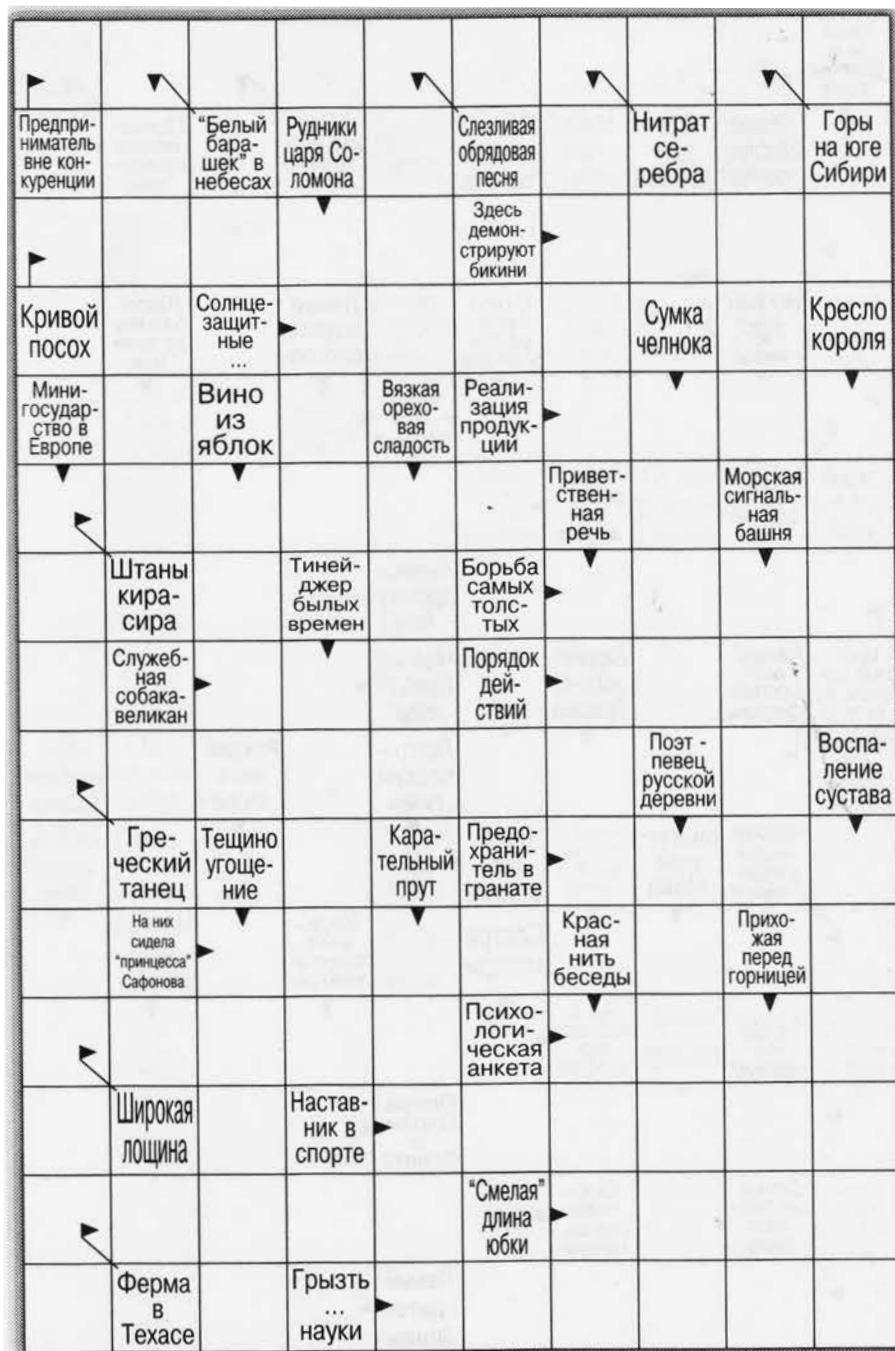 Предпри-
ниматель
вне кон-
куренции
"Белый
бара-
шек" в
небесах
Рудники
царя Со-
ломона
Слезливая
обрядовая
песня
Нитрат
се-
ребра
Горы
на юге
Сибири
Здесь
демон-
стрируют
бикини
Кривой
посох
Солнце-
защит-
ные
...
Сумка
челнока
Кресло
короля
Мини-
государ-
ство в
Европе
Вино
из
яблок
Вязкая
орехо-
вая
сладость
Реали-
зация
продук-
ции
Привет-
ствен-
ная
речь
Морская
сигналь-
ная
башня
Штаны
кира-
сира
Тиней-
джер
былых
времен
Борьба
самых
толс-
тых
Служеб-
ная
собака-
великан
Порядок
дей-
ствий
Поэт -
певец
русской
деревни
Воспа-
ление
сустава
Гре-
ческий
танец
Тещино
угоще-
ние
Кара-
тельный
прут
Предо-
храни-
тель в
гранате
На них
сидела
"принцесса"
Сафонова
Крас-
ная
нить
беседы
Прихо-
жая
перед
горницей
Психо-
логи-
ческая
анкета
Широкая
лощина
Настав-
ник в
спорте
"Смелая"
длина
юбки
Ферма
в
Техасе
Грызть
...
науки